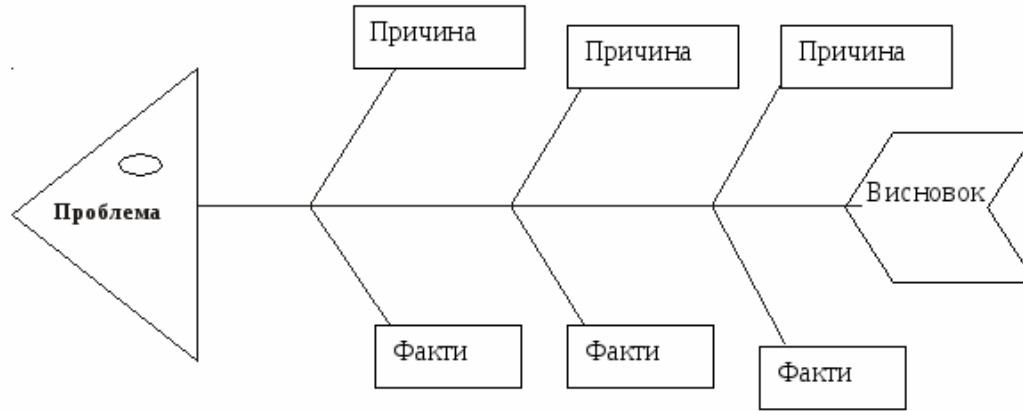 Причина
Причина
Причина
Проблема
Висновок
Факти
Факти
Факти